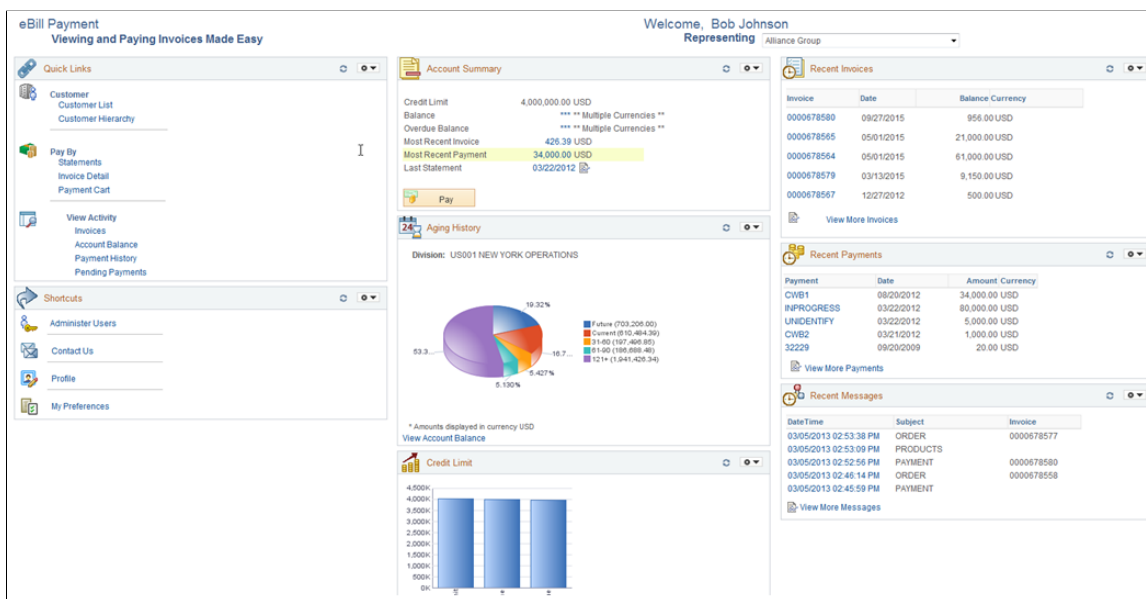 eBill Payment
Viewing and Paying Invoices Made Easy
Welcome, Bob Johnson
Representing Alliance Group
Quick Links
Customer
Customer List
Customer Hierarchy
Pay By
Statements
Invoice Detail
Payment Cart
View Activity
Invoices
Account Balance
Payment History
Pending Payments
Shortcuts
Administer Users
Contact Us
Profile
My Preferences
Account Summary
Credit Limit 4,000,000.00 USD
Balance *** ** Multiple Currencies **
Overdue Balance *** ** Multiple Currencies **
Most Recent Invoice 426.39 USD
Most Recent Payment 34,000.00 USD
Last Statement 03/22/2012
Pay
24
Aging History
Division: US001 NEW YORK OPERATIONS
19.32%
53.3...
16.7...
5.427%
5.130%
Future (703,206.00)
Current (610,484.39)
31-60 (197,496.85)
61-90 (186,688.48)
121+ (1,941,426.34)
* Amounts displayed in currency USD
View Account Balance
Credit Limit
4,500K
4,000K
3,500K
3,000K
2,500K
2,000K
1,500K
1,000K
500K
0K
Recent Invoices
Invoice Date Balance Currency
0000678580 09/27/2015 956.00 USD
0000678565 05/01/2015 21,000.00 USD
0000678564 05/01/2015 61,000.00 USD
0000678579 03/13/2015 9,150.00 USD
0000678567 12/27/2012 500.00 USD
View More Invoices
Recent Payments
Payment Date Amount Currency
CWB1 08/20/2012 34,000.00 USD
INPROGRESS 03/22/2012 80,000.00 USD
UNIDENTIFY 03/22/2012 5,000.00 USD
CWB2 03/21/2012 1,000.00 USD
32229 09/20/2009 20.00 USD
View More Payments
Recent Messages
DateTime Subject Invoice
03/05/2013 02:53:38 PM ORDER 0000678577
03/05/2013 02:53:09 PM PRODUCTS
03/05/2013 02:52:56 PM PAYMENT 0000678580
03/05/2013 02:46:14 PM ORDER 0000678558
03/05/2013 02:45:59 PM PAYMENT
View More Messages